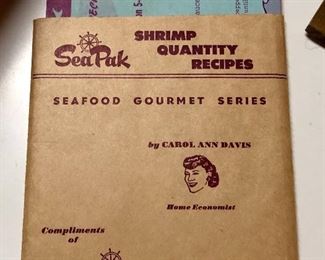 SeaPak
SHRIMP
QUANTITY
RECIPES
SEAFOOD GOURMET SERIES
by CAROL ANN DAVIS
Home Economist
Compliments
of